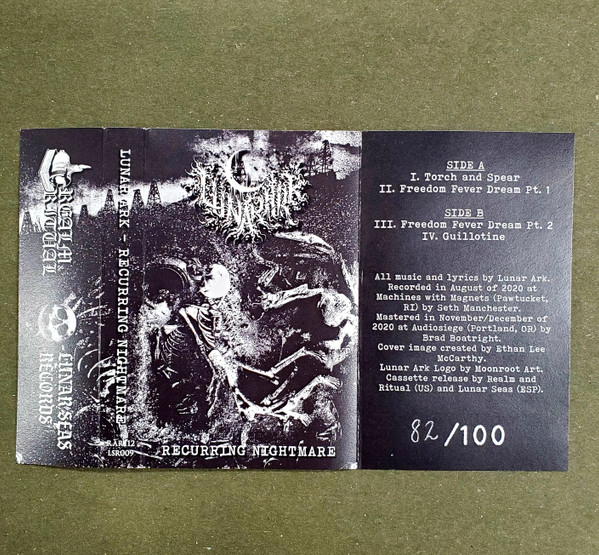 REALM &
RITUAL
LUNAR SEAS
RECORDS
LUNAR ARK - RECURRING NIGHTMARE
RAR112
LSR009
LUNAR ARK
RECURRING NIGHTMARE
SIDE A
I. Torch and Spear
II. Freedom Fever Dream Pt. 1
SIDE B
III. Freedom Fever Dream Pt. 2
IV. Guillotine
All music and lyrics by Lunar Ark.
Recorded in August of 2020 at
Machines with Magnets (Pawtucket,
RI) by Seth Manchester.
Mastered in November/December of
2020 at Audiosiege (Portland, OR) by
Brad Boatright.
Cover image created by Ethan Lee
McCarthy.
Lunar Ark Logo by Moonroot Art.
Cassette release by Realm and
Ritual (US) and Lunar Seas (ESP).
82/100